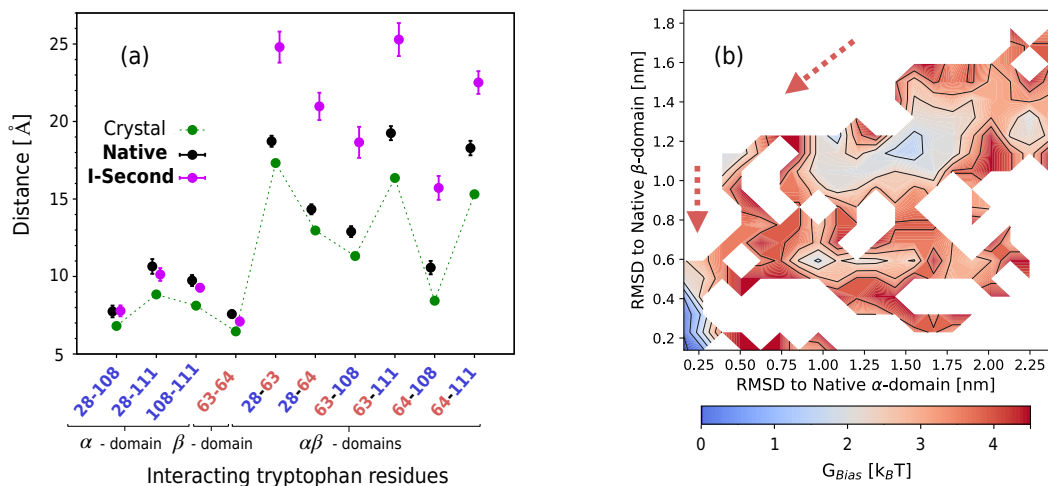 (a)
25
20
15
10
5
Distance [Å]
Crystal
Native
I-Second
28-108
28-111
108-111
63-64
28-63
28-64
63-108
63-111
64-108
64-111
α - domain β - domain αβ - domains
Interacting tryptophan residues
(b)
1.8
1.6
1.4
1.2
1.0
0.8
0.6
0.4
0.2
RMSD to Native β-domain [nm]
0.25 0.50 0.75 1.00 1.25 1.50 1.75 2.00 2.25
RMSD to Native α-domain [nm]
0 1 2 3 4
G_Bias [k_BT]